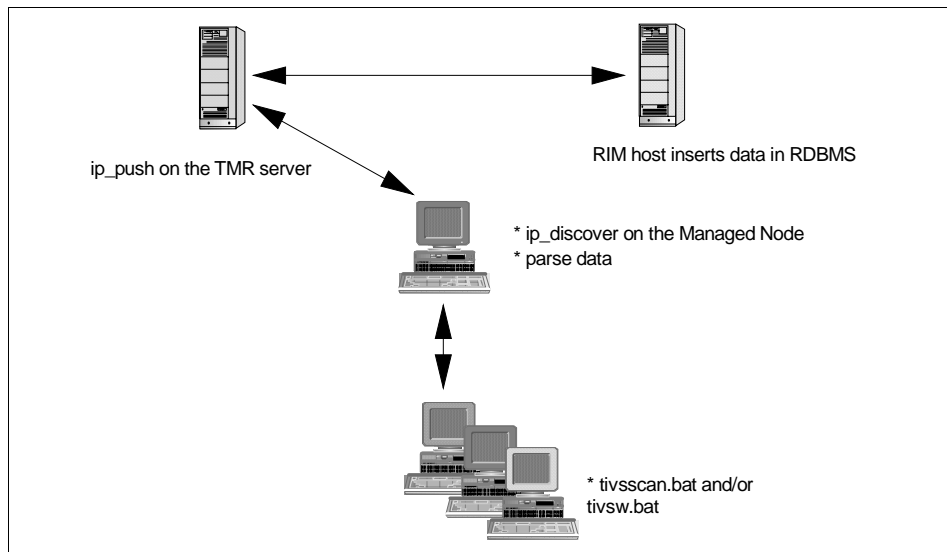 ip_push on the TMR server
RIM host inserts data in RDBMS
* ip_discover on the Managed Node
* parse data
* tivsscan.bat and/or
tivsw.bat